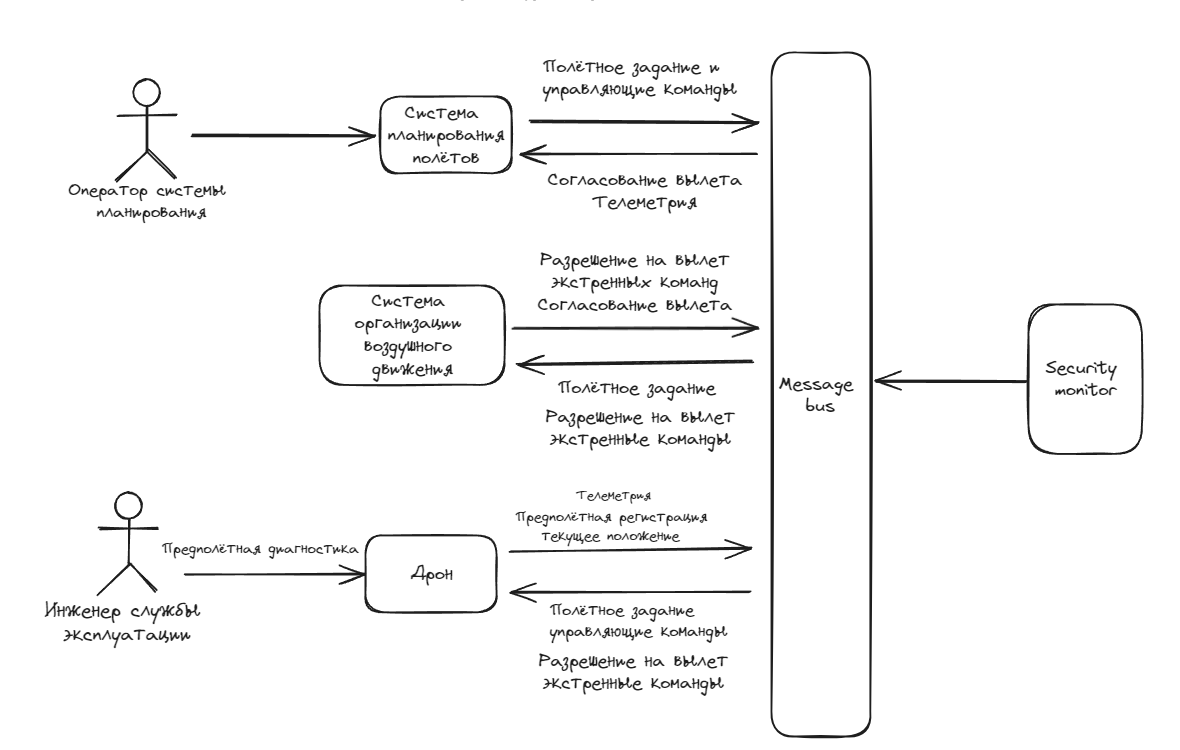 Полётное задание и
управляющие команды
Система
планирования
полётов
Оператор системы
планирования
Согласование вылета
Телеметрия
Разрешение на вылет
экстренных команд
Согласование вылета
Система
организации
воздушного
движения
Полётное задание
Разрешение на вылет
экстренные команды
Message
bus
Security
monitor
Телеметрия
Предполётная регистрация
текущее положение
Предполётная диагностика
Дрон
Инженер службы
эксплуатации
Полётное задание
управляющие команды
Разрешение на вылет
экстренные команды